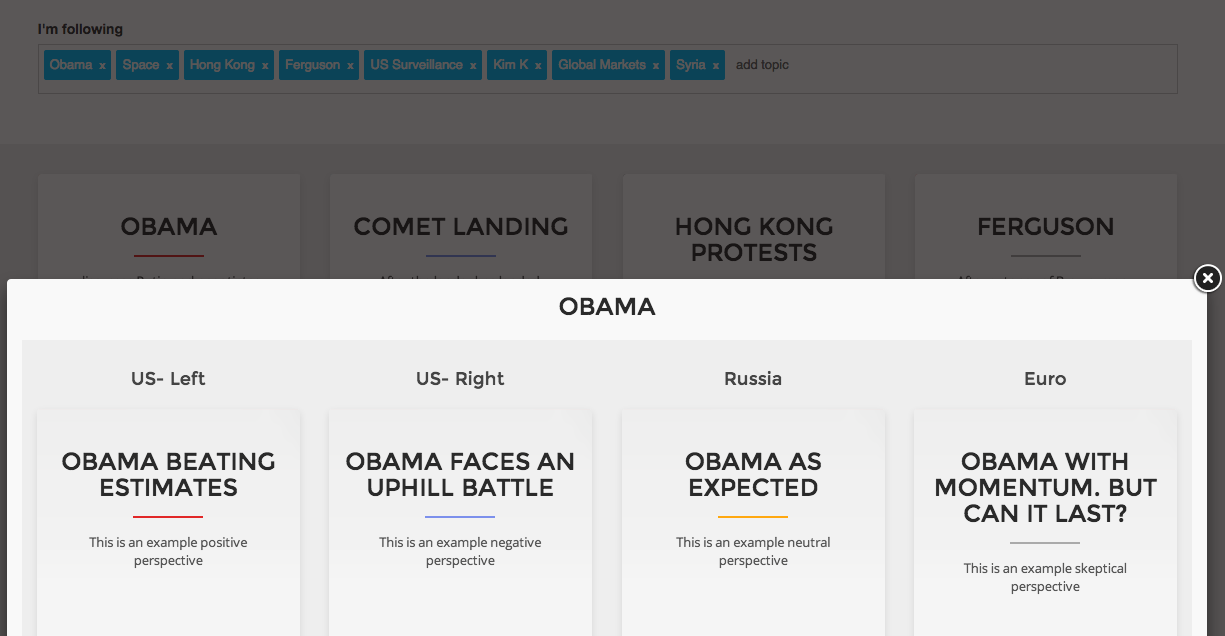 I'm following
Obama x Space x Hong Kong x Ferguson x US Surveillance x Kim K x Global Markets x Syria x add topic
OBAMA
COMET LANDING
HONG KONG
PROTESTS
FERGUSON
OBAMA
US- Left
US- Right
Russia
Euro
OBAMA BEATING
ESTIMATES
This is an example positive
perspective
OBAMA FACES AN
UPHILL BATTLE
This is an example negative
perspective
OBAMA AS
EXPECTED
This is an example neutral
perspective
OBAMA WITH
MOMENTUM. BUT
CAN IT LAST?
This is an example skeptical
perspective